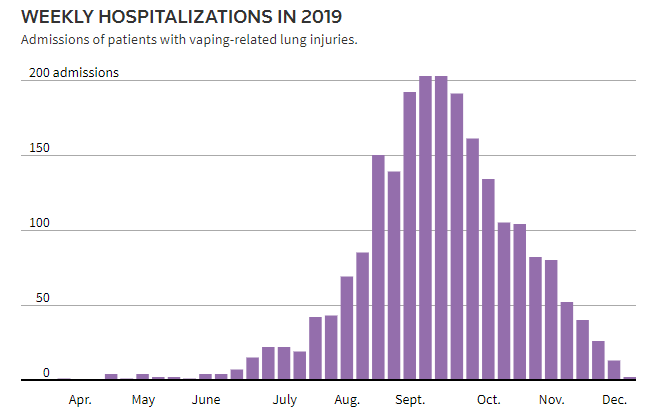 WEEKLY HOSPITALIZATIONS IN 2019
Admissions of patients with vaping-related lung injuries.
200 admissions
150
100
50
0
Apr. May June July Aug. Sept. Oct. Nov. Dec.